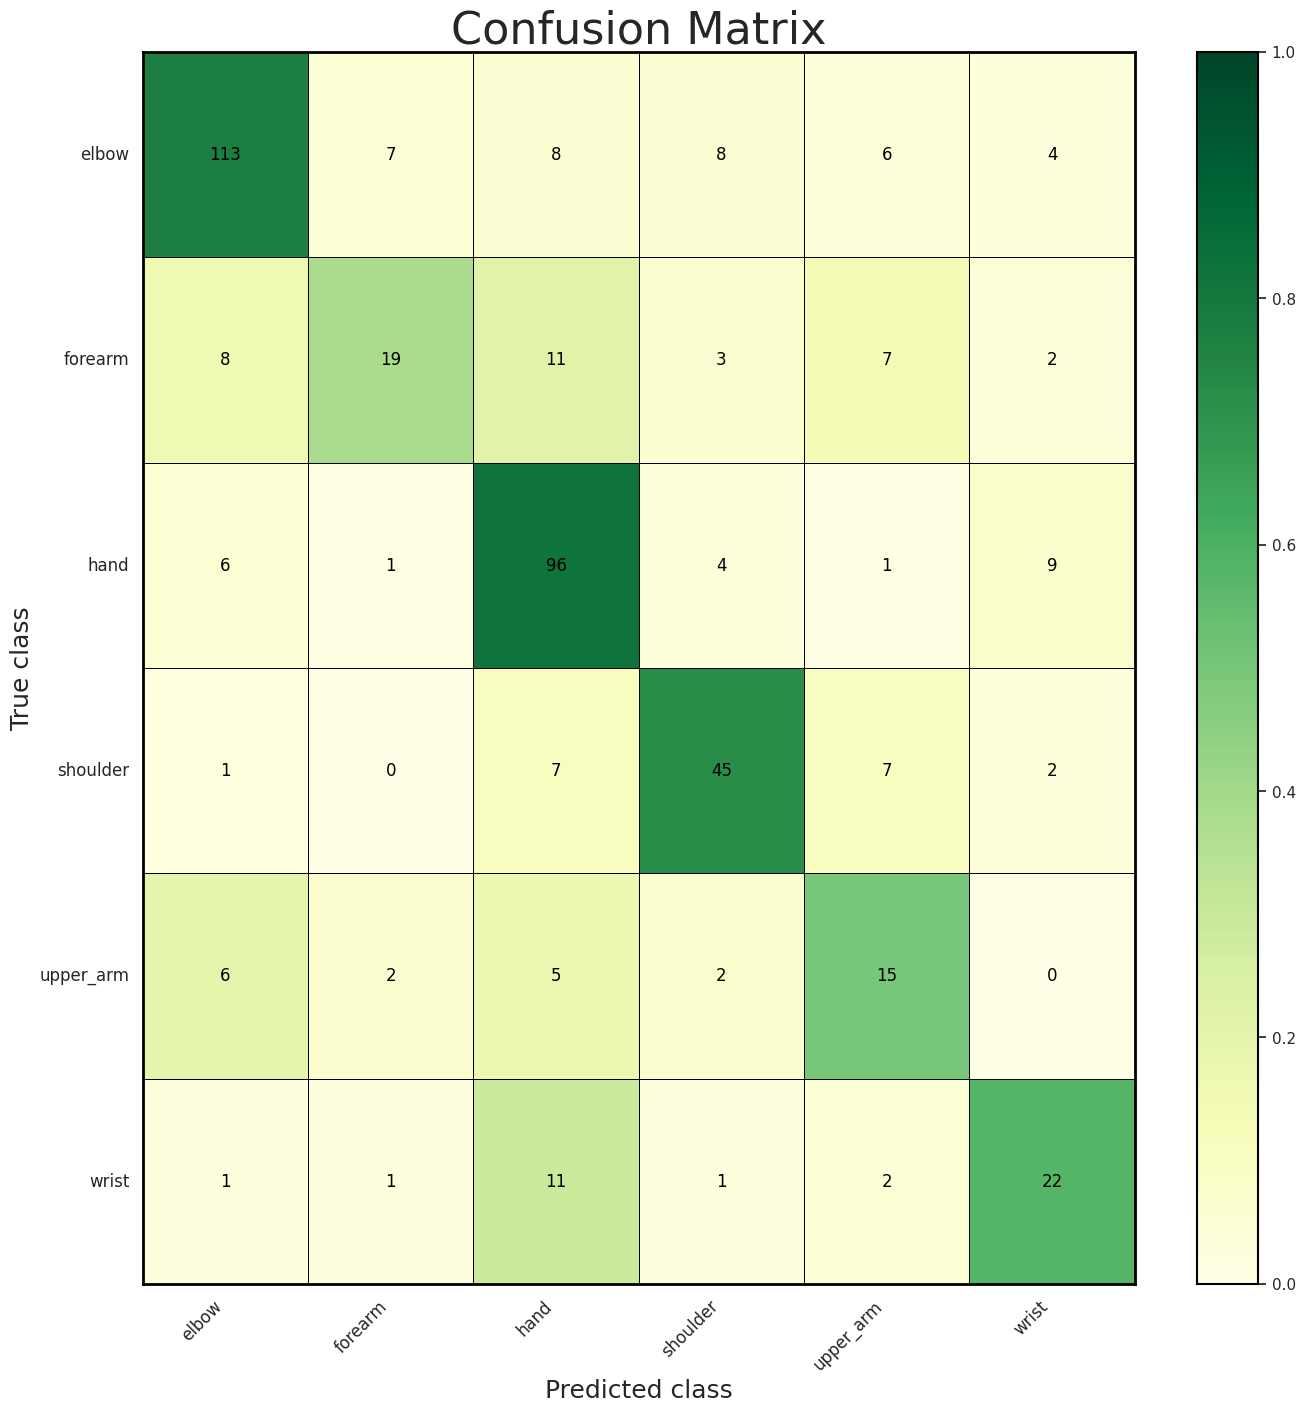 Confusion Matrix
1.0
elbow 113 7 8 8 6 4
0.8
forearm 8 19 11 3 7 2
0.6
hand 6 1 96 4 1 9
True class
shoulder 1 0 7 45 7 2
0.4
upper_arm 6 2 5 2 15 0
0.2
wrist 1 1 11 1 2 22
0.0
elbow forearm hand shoulder upper_arm wrist
Predicted class